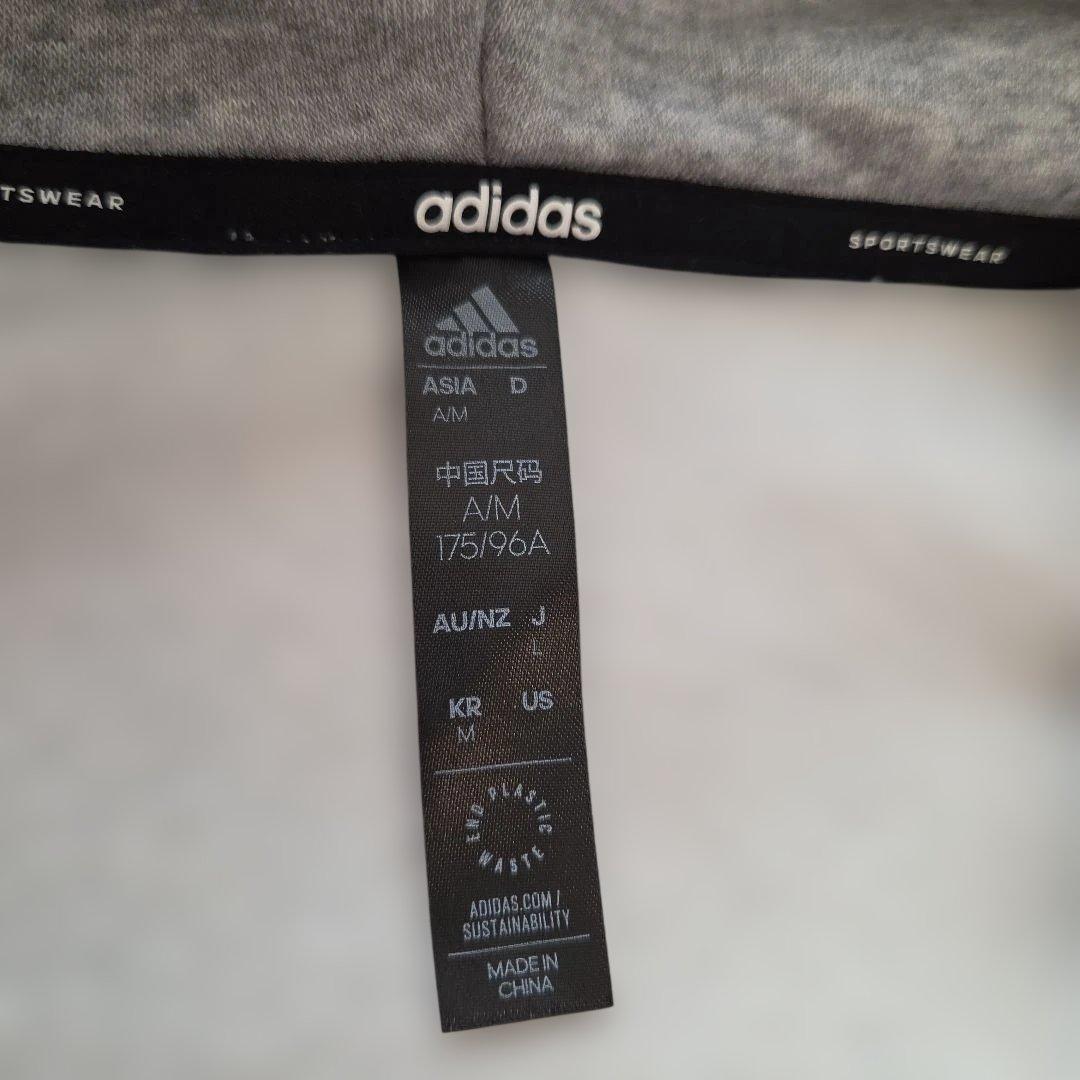 TSWEAR
adidas
SPORTSWEAR
adidas
ASIA D
A/M
中国尺码
A/M
175/96A
AU/NZ J
L
KR US
M
END PLASTIC WASTE
ADIDAS.COM /
SUSTAINABILITY
MADE IN
CHINA